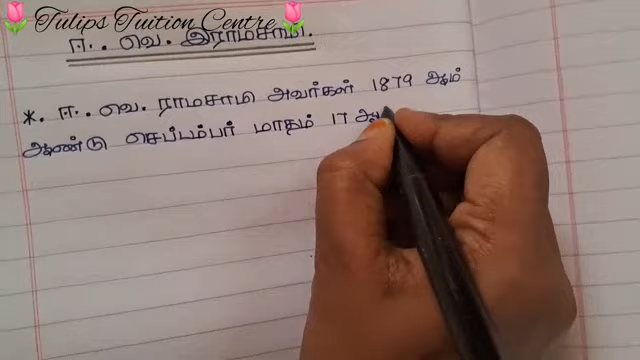 Tulips Tuition Centre
ஈ. வெ. இராமசாமி.
*. ஈ. வெ. ராமசாமி அவர்கள் 1879 ஆம்
ஆண்டு செப்டம்பர் மாதம் 17 ஆ